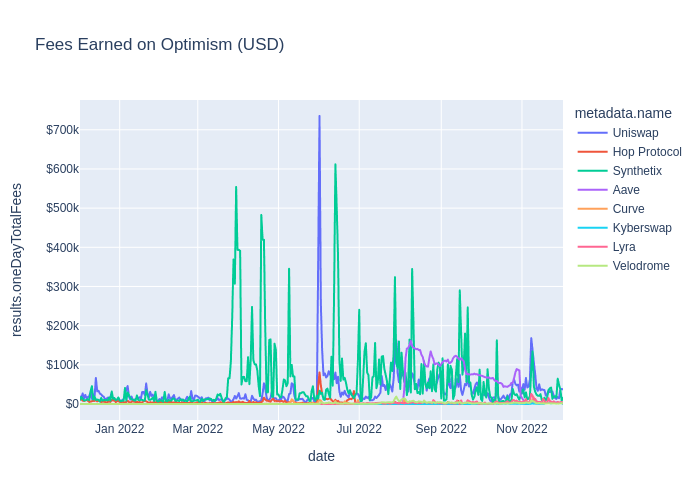 Fees Earned on Optimism (USD)
metadata.name
Uniswap
Hop Protocol
Synthetix
Aave
Curve
Kyberswap
Lyra
Velodrome
results.oneDayTotalFees
$700k
$600k
$500k
$400k
$300k
$200k
$100k
$0
Jan 2022
Mar 2022
May 2022
Jul 2022
Sep 2022
Nov 2022
date